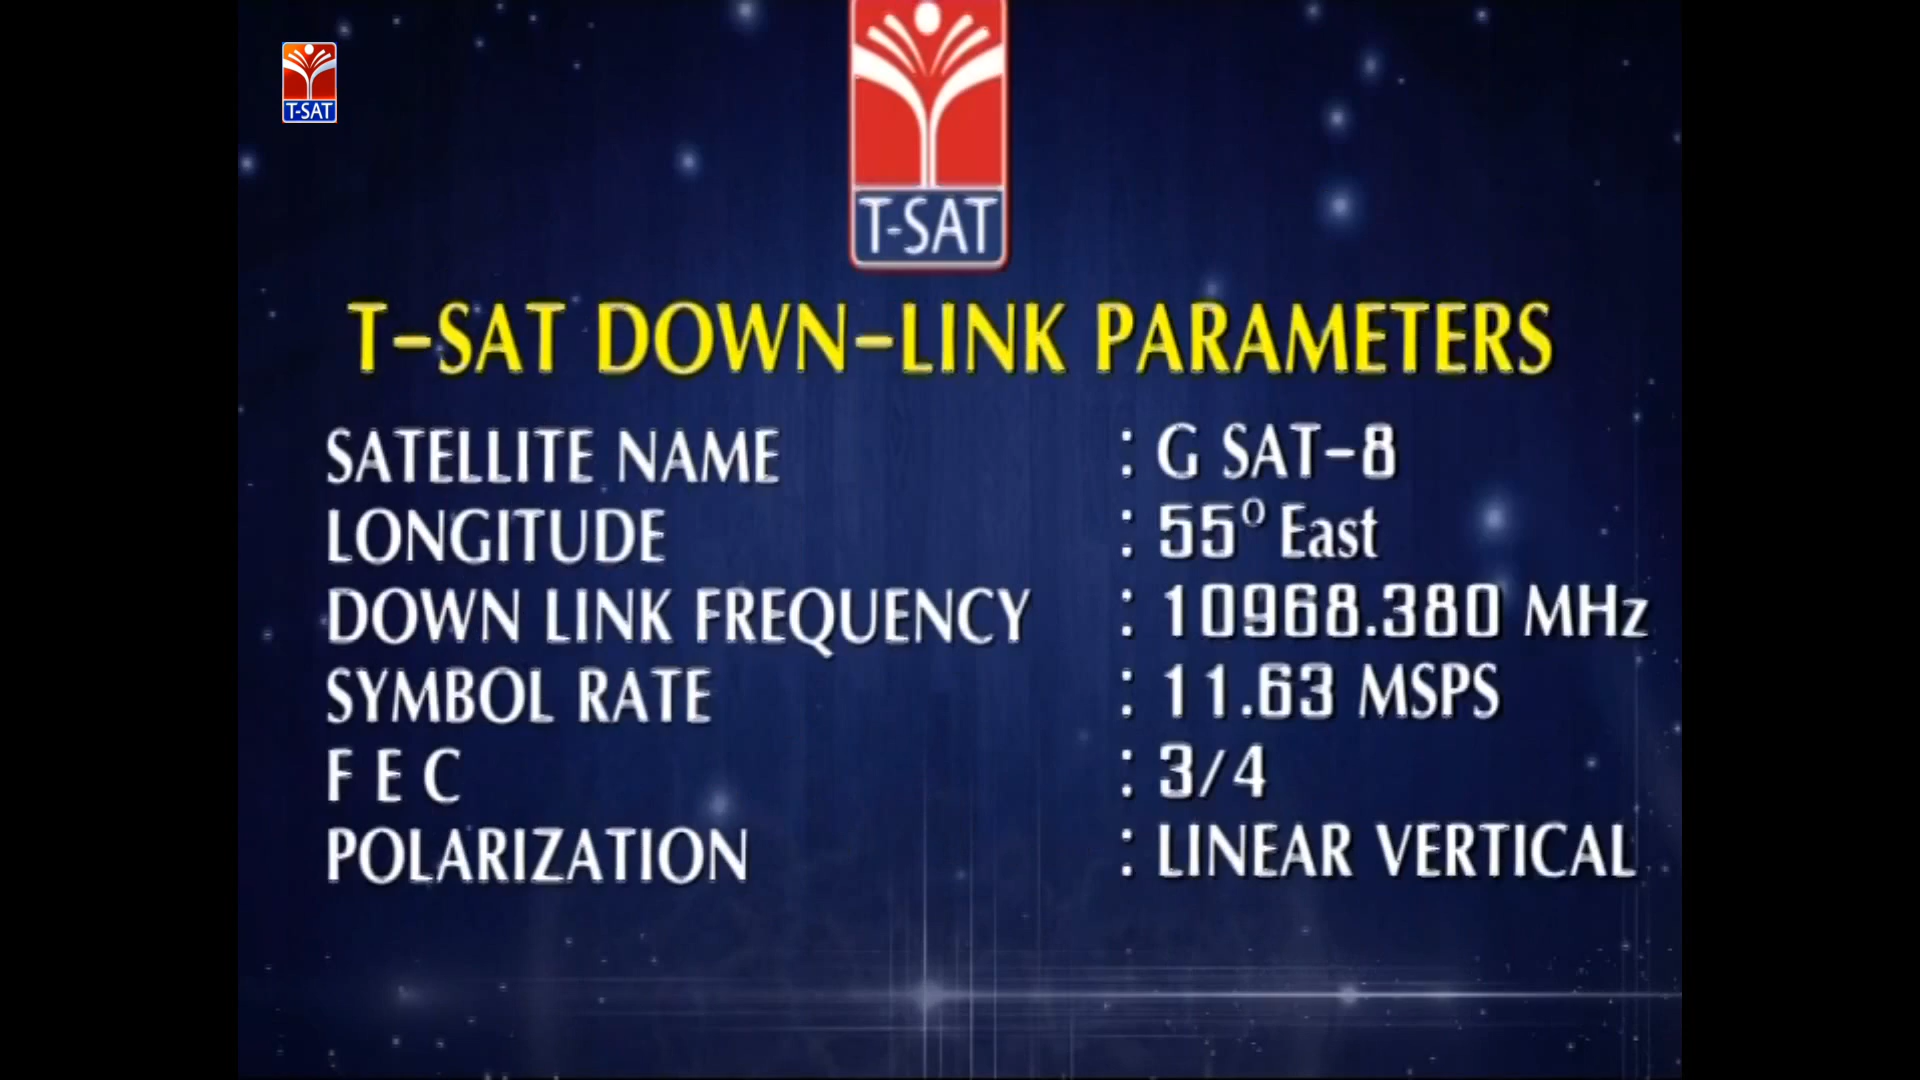 T-SAT
T-SAT
T-SAT DOWN-LINK PARAMETERS
SATELLITE NAME : G SAT-8
LONGITUDE : 55⁰ East
DOWN LINK FREQUENCY : 10968.380 MHz
SYMBOL RATE : 11.63 MSPS
F E C : 3/4
POLARIZATION : LINEAR VERTICAL